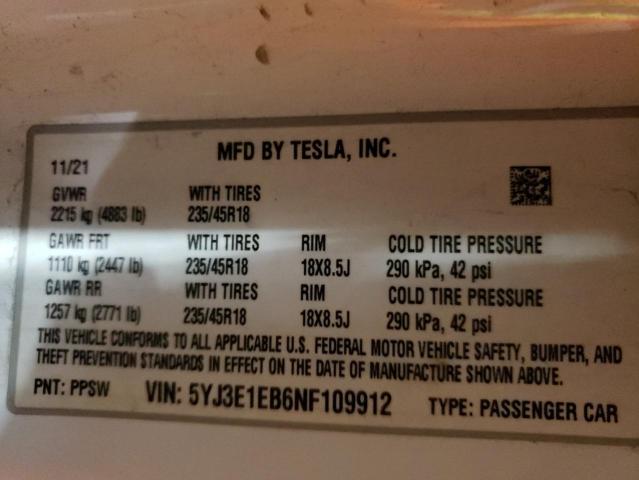 MFD BY TESLA, INC.
11/21
GVWR WITH TIRES
2215 kg (4883 lb) 235/45R18
GAWR FRT WITH TIRES RIM COLD TIRE PRESSURE
1110 kg (2447 lb) 235/45R18 18X8.5J 290 kPa, 42 psi
GAWR RR WITH TIRES RIM COLD TIRE PRESSURE
1257 kg (2771 lb) 235/45R18 18X8.5J 290 kPa, 42 psi
THIS VEHICLE CONFORMS TO ALL APPLICABLE U.S. FEDERAL MOTOR VEHICLE SAFETY, BUMPER, AND
THEFT PREVENTION STANDARDS IN EFFECT ON THE DATE OF MANUFACTURE SHOWN ABOVE.
PNT: PPSW VIN: 5YJ3E1EB6NF109912 TYPE: PASSENGER CAR